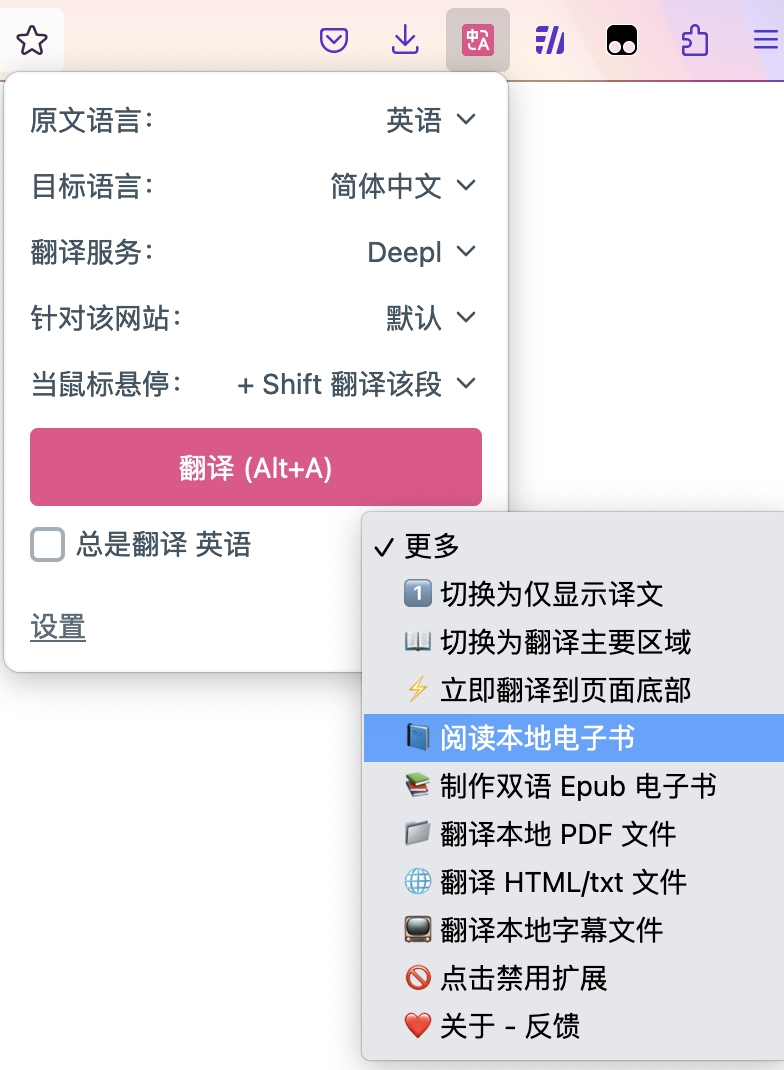 原文语言： 英语
目标语言： 简体中文
翻译服务： Deepl
针对该网站： 默认
当鼠标悬停： + Shift 翻译该段
翻译 (Alt+A)
总是翻译 英语
设置
✓ 更多
1️⃣ 切换为仅显示译文
📖 切换为翻译主要区域
⚡ 立即翻译到页面底部
📘 阅读本地电子书
📚 制作双语 Epub 电子书
📁 翻译本地 PDF 文件
🌐 翻译 HTML/txt 文件
📺 翻译本地字幕文件
🚫 点击禁用扩展
❤️ 关于 - 反馈